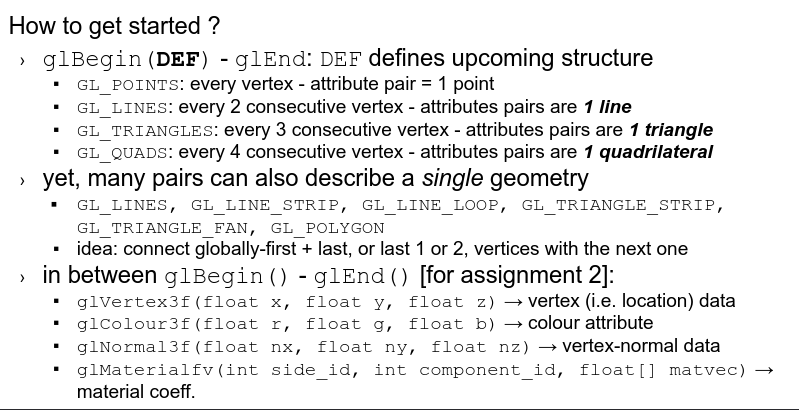 How to get started ?
› glBegin(DEF) - glEnd: DEF defines upcoming structure
▪ GL_POINTS: every vertex - attribute pair = 1 point
▪ GL_LINES: every 2 consecutive vertex - attributes pairs are 1 line
▪ GL_TRIANGLES: every 3 consecutive vertex - attributes pairs are 1 triangle
▪ GL_QUADS: every 4 consecutive vertex - attributes pairs are 1 quadrilateral
› yet, many pairs can also describe a single geometry
▪ GL_LINES, GL_LINE_STRIP, GL_LINE_LOOP, GL_TRIANGLE_STRIP,
GL_TRIANGLE_FAN, GL_POLYGON
▪ idea: connect globally-first + last, or last 1 or 2, vertices with the next one
› in between glBegin() - glEnd() [for assignment 2]:
▪ glVertex3f(float x, float y, float z) → vertex (i.e. location) data
▪ glColour3f(float r, float g, float b) → colour attribute
▪ glNormal3f(float nx, float ny, float nz) → vertex-normal data
▪ glMaterialfv(int side_id, int component_id, float[] matvec) →
material coeff.